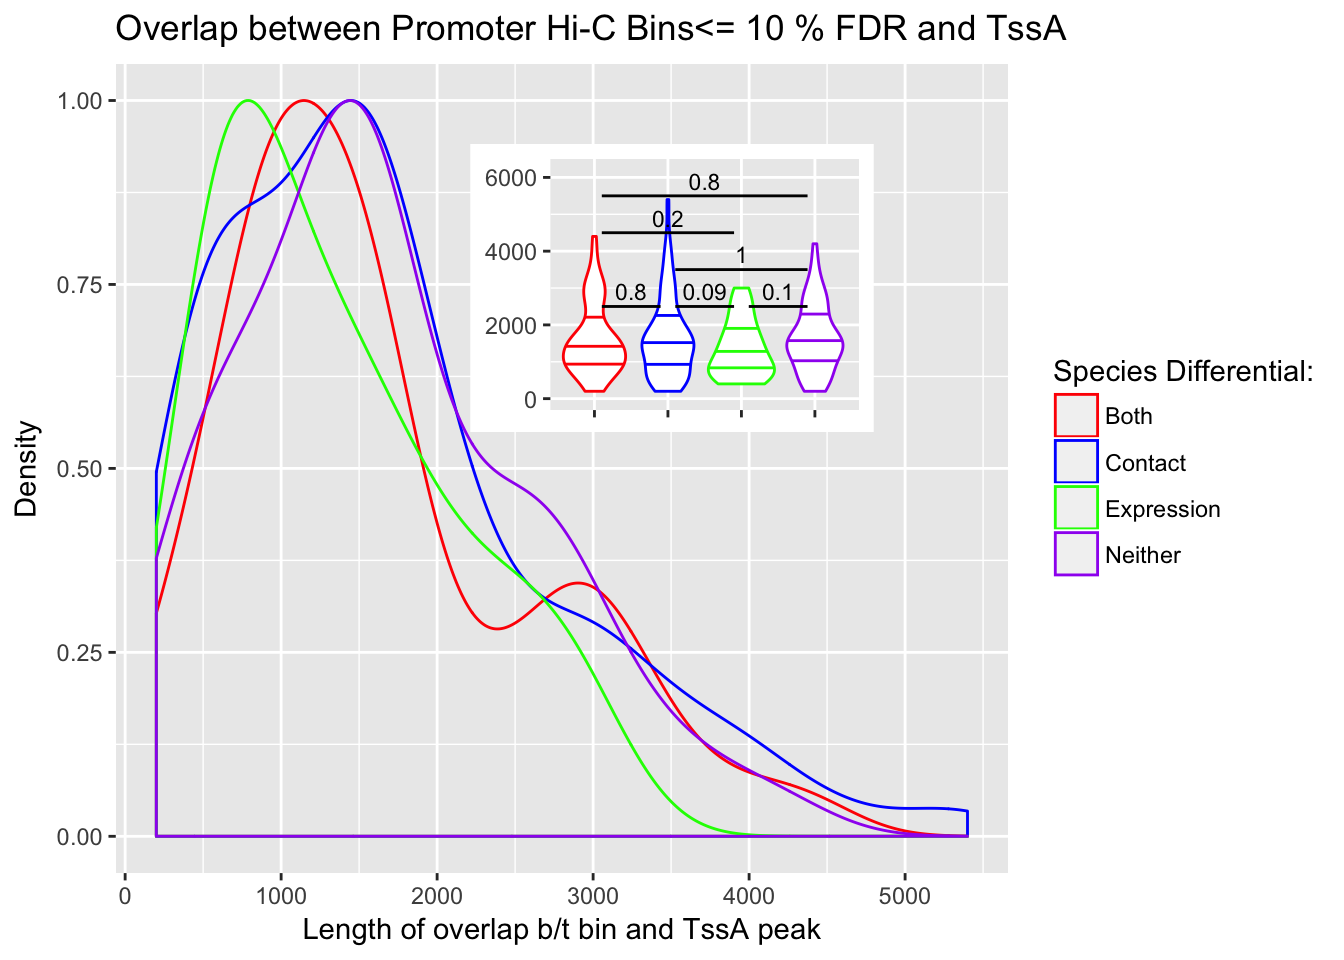 Overlap between Promoter Hi-C Bins<= 10 % FDR and TssA
1.00
0.75
0.50
0.25
0.00
Density
0 1000 2000 3000 4000 5000
Length of overlap b/t bin and TssA peak
6000
4000
2000
0
0.8
0.2
1
0.8 0.09 0.1
Species Differential:
Both
Contact
Expression
Neither